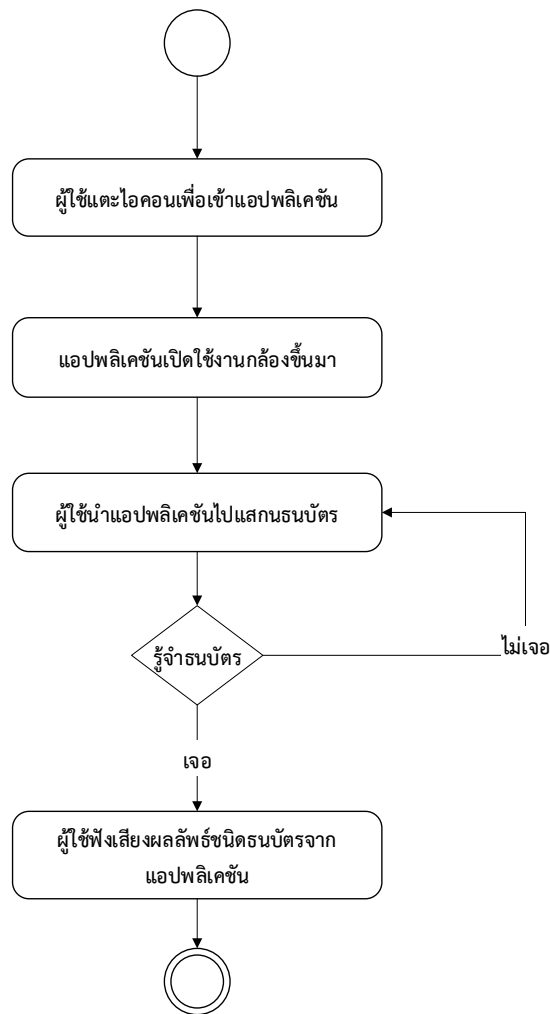 ผู้ใช้แตะไอคอนเพื่อเข้าแอปพลิเคชัน
แอปพลิเคชันเปิดใช้งานกล้องขึ้นมา
ผู้ใช้นำแอปพลิเคชันไปแสกนธนบัตร
รู้จำธนบัตร
ไม่เจอ
เจอ
ผู้ใช้ฟังเสียงผลลัพธ์ชนิดธนบัตรจาก
แอปพลิเคชัน